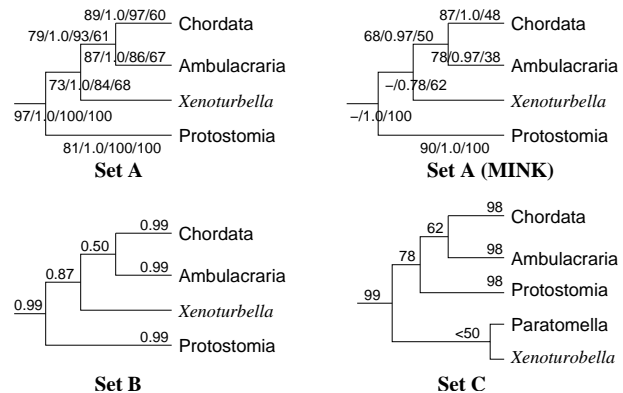 89/1.0/97/60
Chordata
79/1.0/93/61
87/1.0/86/67
Ambulacraria
73/1.0/84/68
Xenoturbella
97/1.0/100/100
Protostomia
81/1.0/100/100
Set A
87/1.0/48
Chordata
68/0.97/50
78/0.97/38
Ambulacraria
–/0.78/62
Xenoturbella
–/1.0/100
Protostomia
90/1.0/100
Set A (MINK)
0.99
Chordata
0.50
0.99
Ambulacraria
0.87
Xenoturbella
0.99
0.99
Protostomia
Set B
98
Chordata
62
98
Ambulacraria
78
98
Protostomia
99
Paratomella
<50
Xenoturobella
Set C